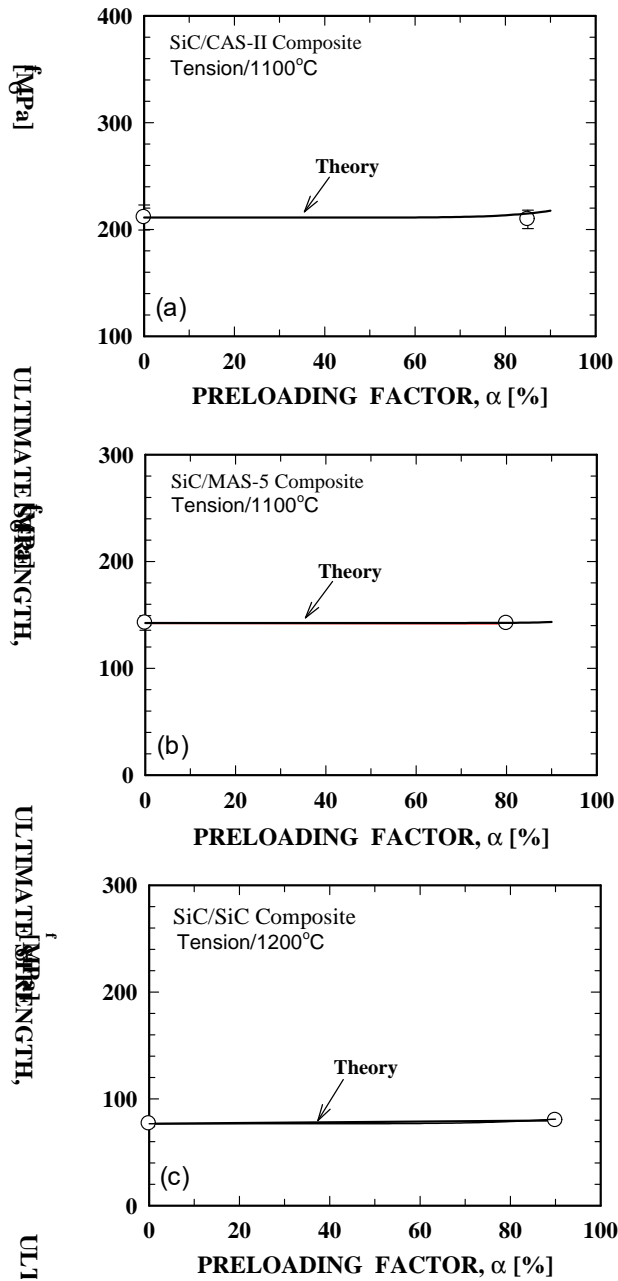 400
SiC/CAS-II Composite
Tension/1100°C
300
Theory
200
(a)
100
0 20 40 60 80 100
PRELOADING FACTOR, α [%]
300
SiC/MAS-5 Composite
Tension/1100°C
200
Theory
100
(b)
0
0 20 40 60 80 100
PRELOADING FACTOR, α [%]
ULTIMATE STRENGTH,
300
SiC/SiC Composite
Tension/1200°C
200
Theory
100
(c)
0
0 20 40 60 80 100
PRELOADING FACTOR, α [%]
ULTIMATE STRENGTH,